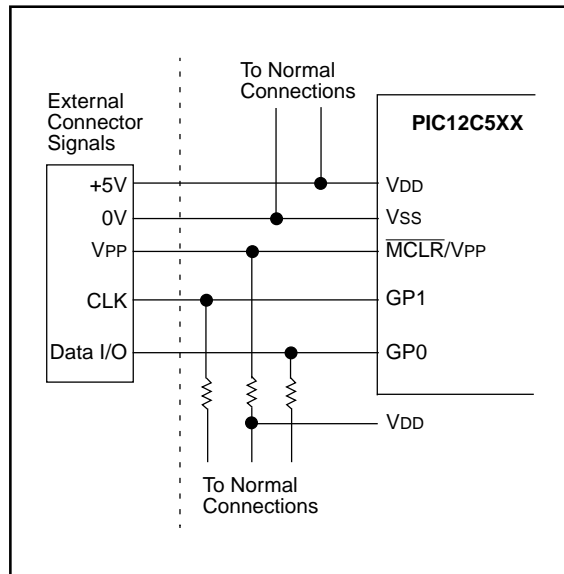 To Normal
Connections
External
Connector
Signals
PIC12C5XX
+5V
VDD
0V
VSS
VPP
MCLR/VPP
CLK
GP1
Data I/O
GP0
VDD
To Normal
Connections